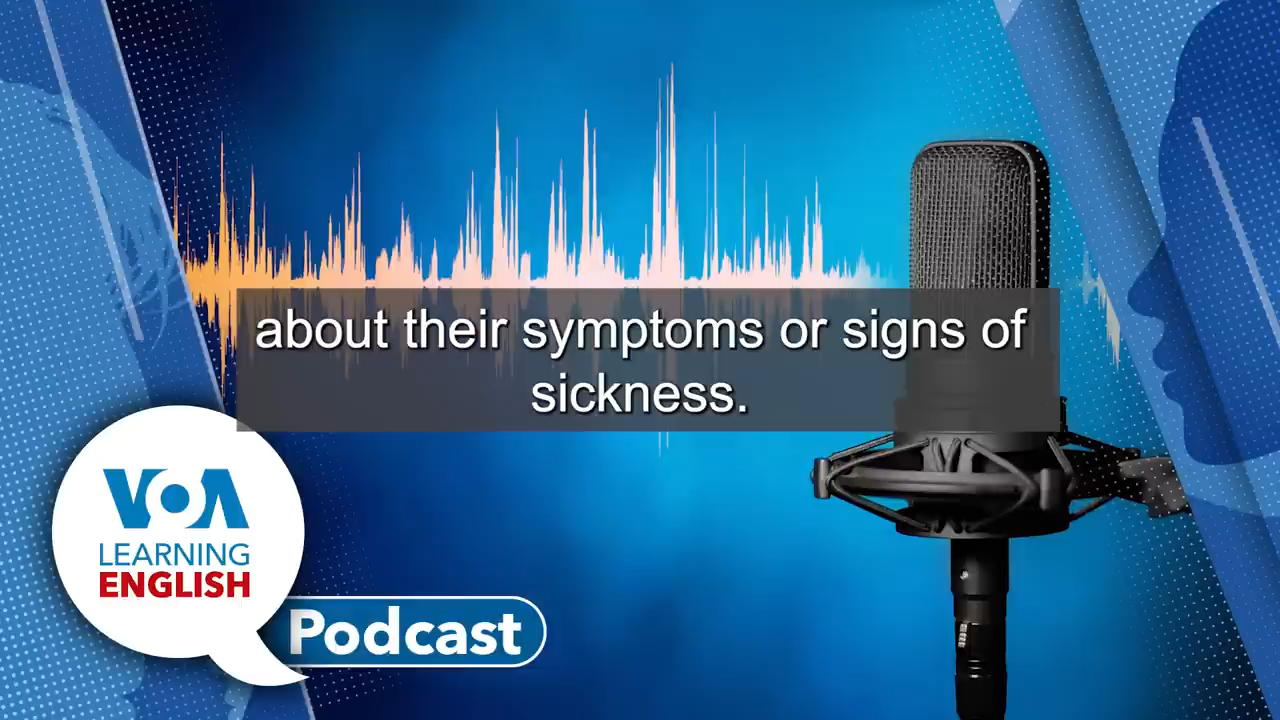 about their symptoms or signs of
sickness.
VOA
LEARNING
ENGLISH
Podcast